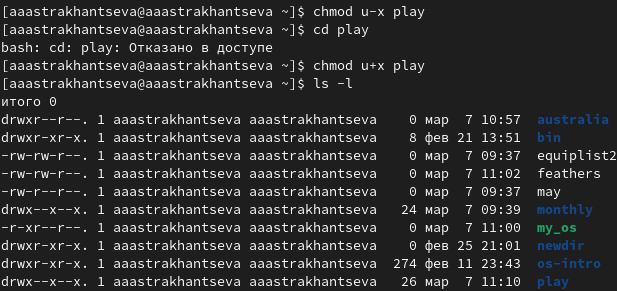 [aaastrakhantseva@aaastrakhantseva ~]$ chmod u-x play
[aaastrakhantseva@aaastrakhantseva ~]$ cd play
bash: cd: play: Отказано в доступе
[aaastrakhantseva@aaastrakhantseva ~]$ chmod u+x play
[aaastrakhantseva@aaastrakhantseva ~]$ ls -l
итого 0
drwxr--r--. 1 aaastrakhantseva aaastrakhantseva   0 мар  7 10:57 australia
drwxr-xr-x. 1 aaastrakhantseva aaastrakhantseva   8 фев 21 13:51 bin
-rw-rw-r--. 1 aaastrakhantseva aaastrakhantseva   0 мар  7 09:37 equiplist2
-rw-rw-r--. 1 aaastrakhantseva aaastrakhantseva   0 мар  7 11:02 feathers
-rw-r--r--. 1 aaastrakhantseva aaastrakhantseva   0 мар  7 09:37 may
drwx--x--x. 1 aaastrakhantseva aaastrakhantseva  24 мар  7 09:39 monthly
-r-xr--r--. 1 aaastrakhantseva aaastrakhantseva   0 мар  7 11:00 my_os
drwxr-xr-x. 1 aaastrakhantseva aaastrakhantseva   0 фев 25 21:01 newdir
drwxr-xr-x. 1 aaastrakhantseva aaastrakhantseva 274 фев 11 23:43 os-intro
drwx--x--x. 1 aaastrakhantseva aaastrakhantseva  26 мар  7 11:10 play